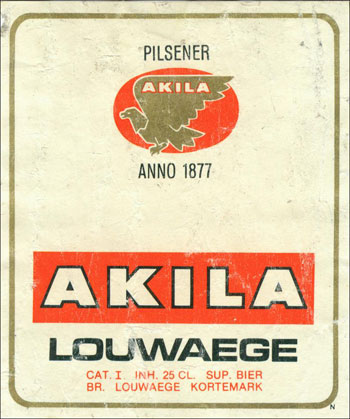 PILSENER
AKILA
ANNO 1877
AKILA
LOUWAEGE
CAT. I. INH. 25 CL. SUP. BIER
BR. LOUWAEGE KORTEMARK
N